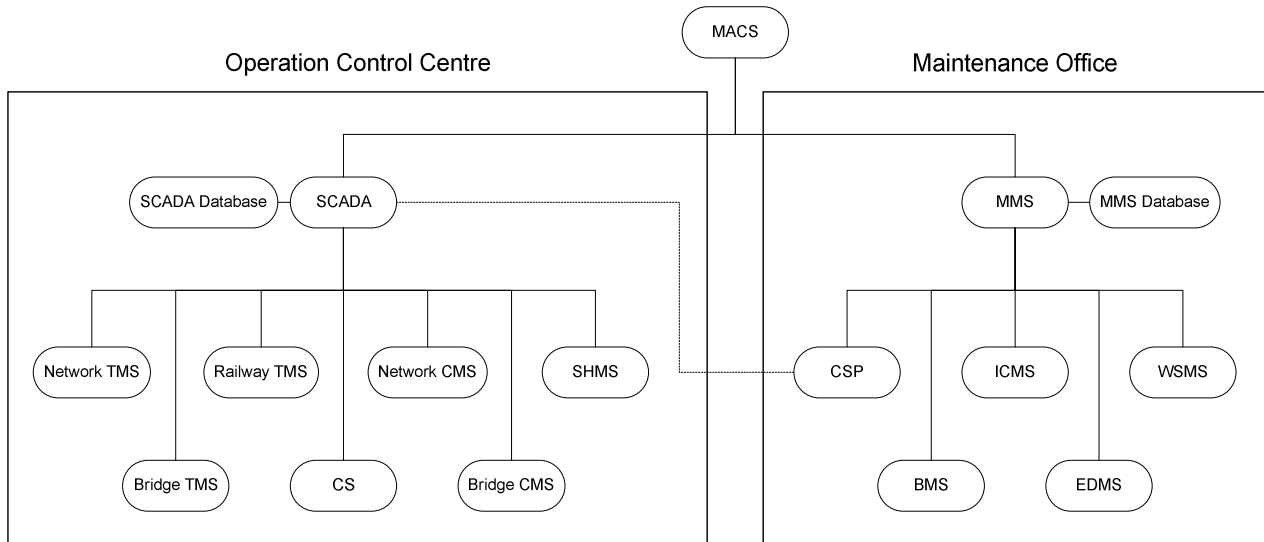 MACS
Operation Control Centre
Maintenance Office
SCADA Database
SCADA
MMS
MMS Database
Network TMS
Railway TMS
Network CMS
SHMS
CSP
ICMS
WSMS
Bridge TMS
CS
Bridge CMS
BMS
EDMS